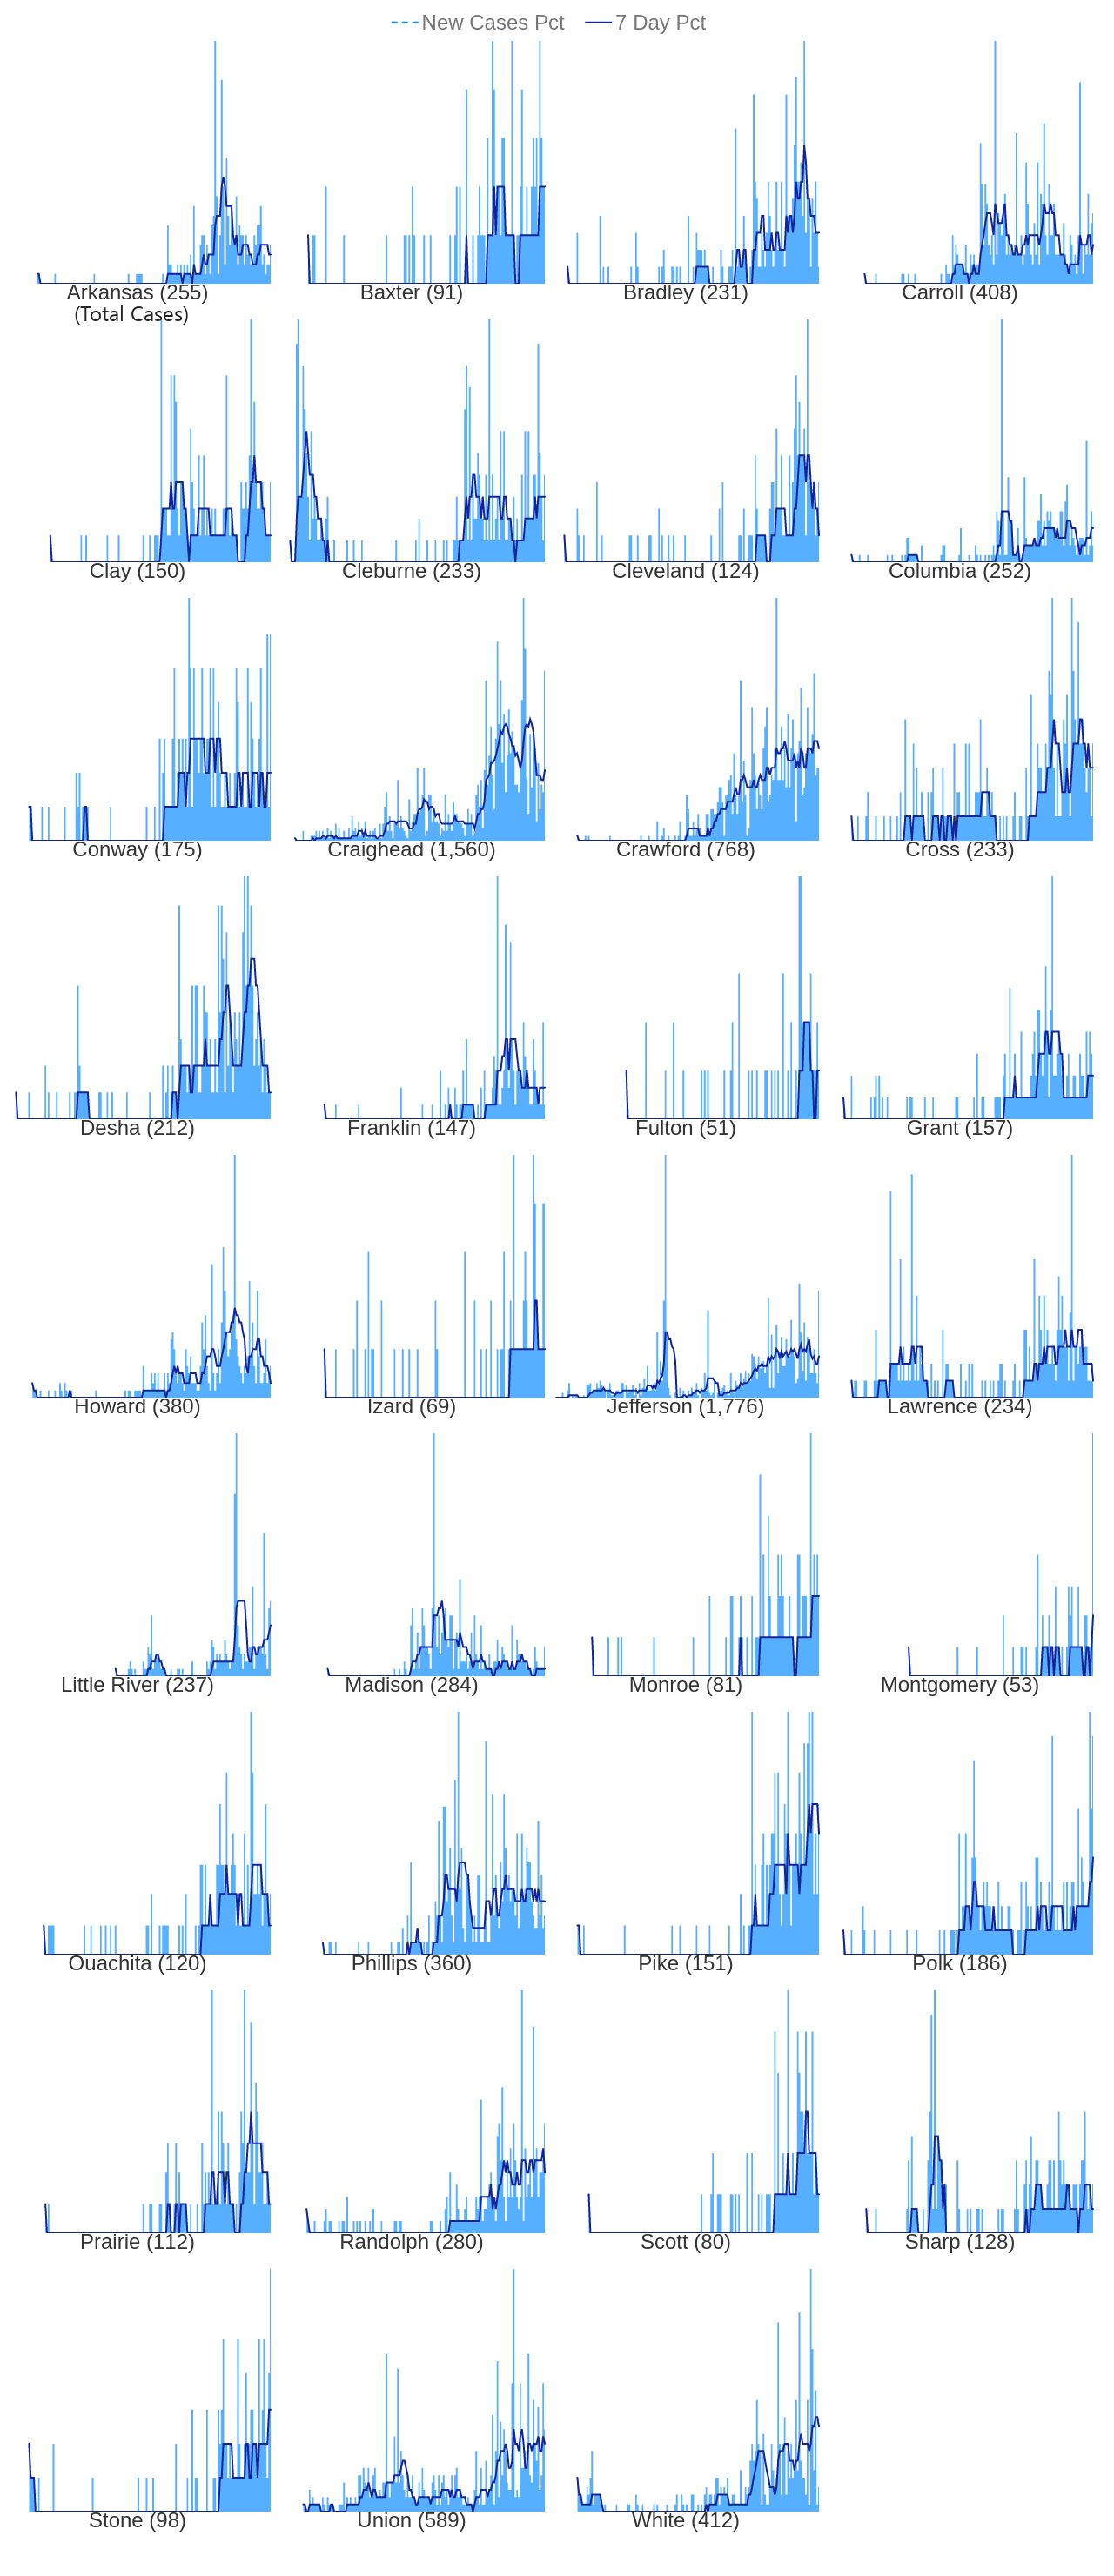 New Cases Pct 7 Day Pct
Arkansas (255) Baxter (91) Bradley (231) Carroll (408)
(Total Cases)
Clay (150) Cleburne (233) Cleveland (124) Columbia (252)
Conway (175) Craighead (1,560) Crawford (768) Cross (233)
Desha (212) Franklin (147) Fulton (51) Grant (157)
Howard (380) Izard (69) Jefferson (1,776) Lawrence (234)
Little River (237) Madison (284) Monroe (81) Montgomery (53)
Ouachita (120) Phillips (360) Pike (151) Polk (186)
Prairie (112) Randolph (280) Scott (80) Sharp (128)
Stone (98) Union (589) White (412)